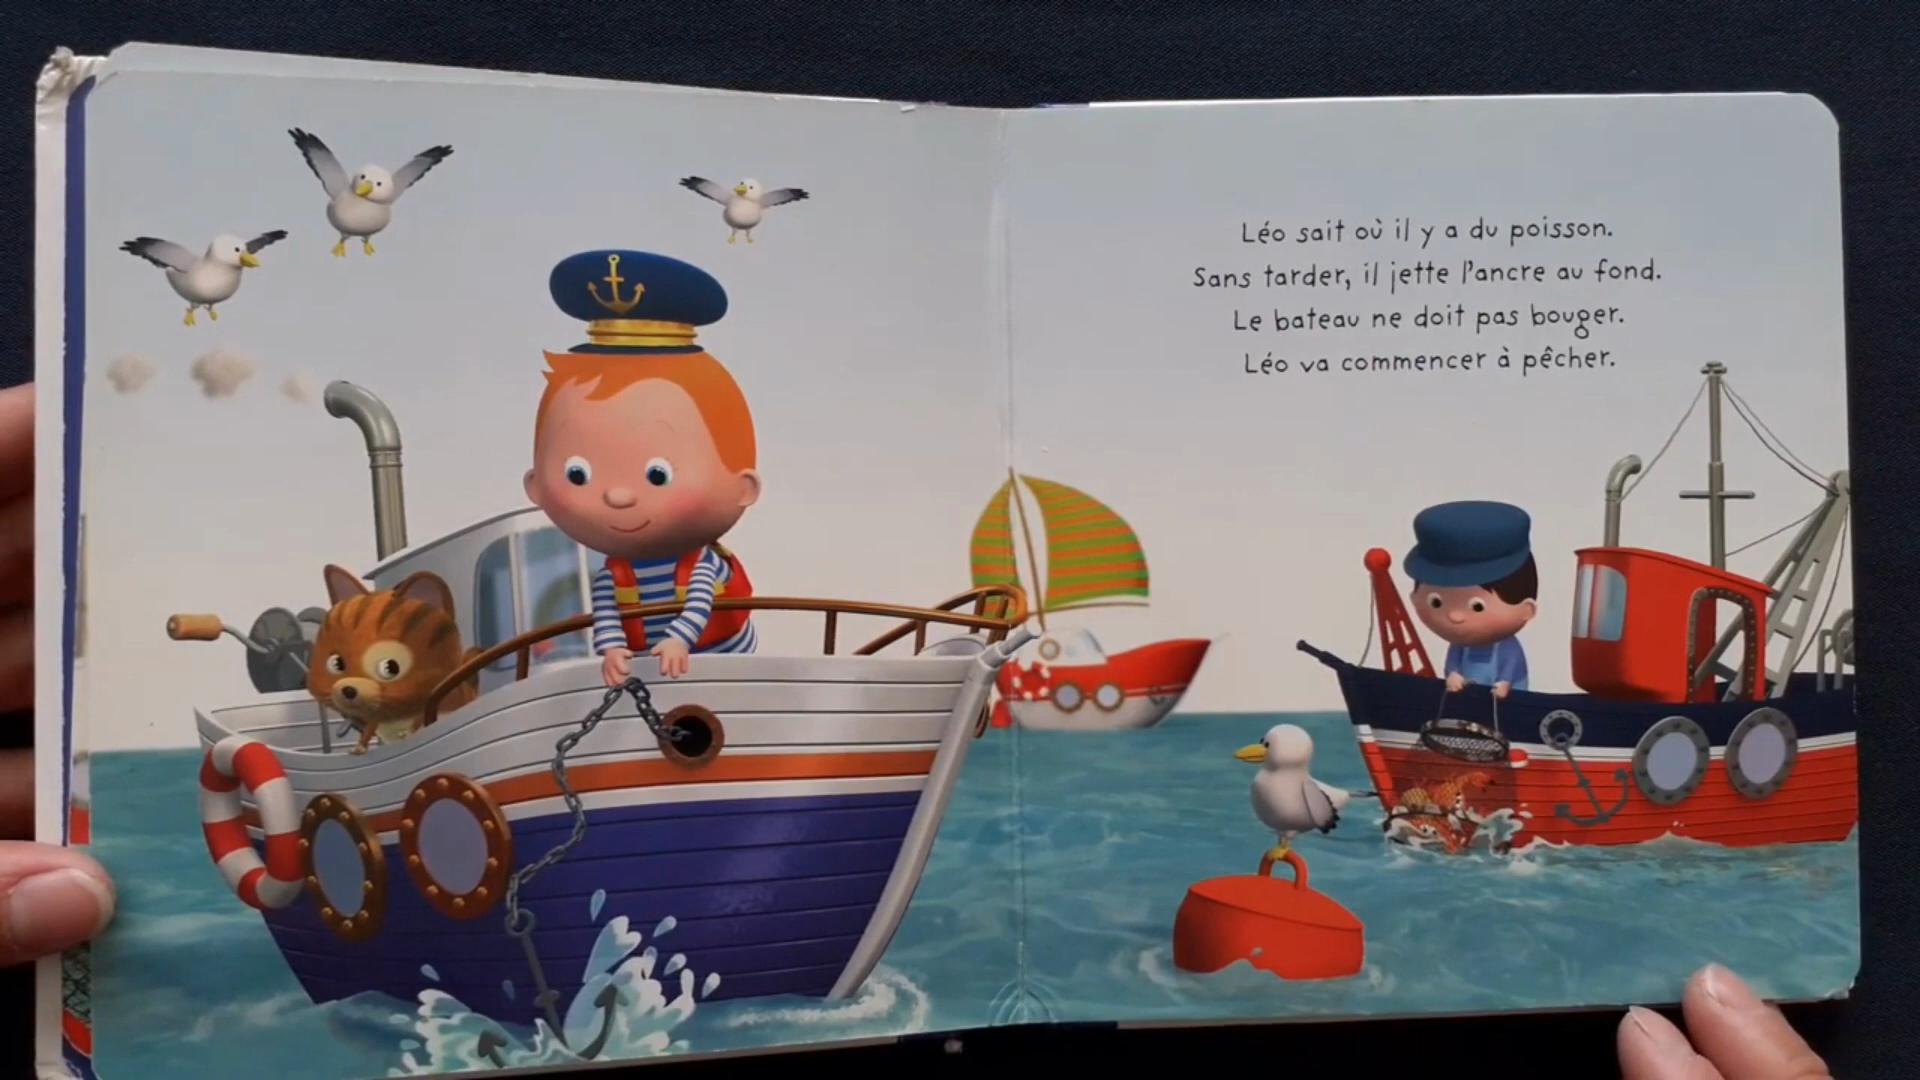 Léo sait où il y a du poisson.
Sans tarder, il jette l'ancre au fond.
Le bateau ne doit pas bouger.
Léo va commencer à pêcher.